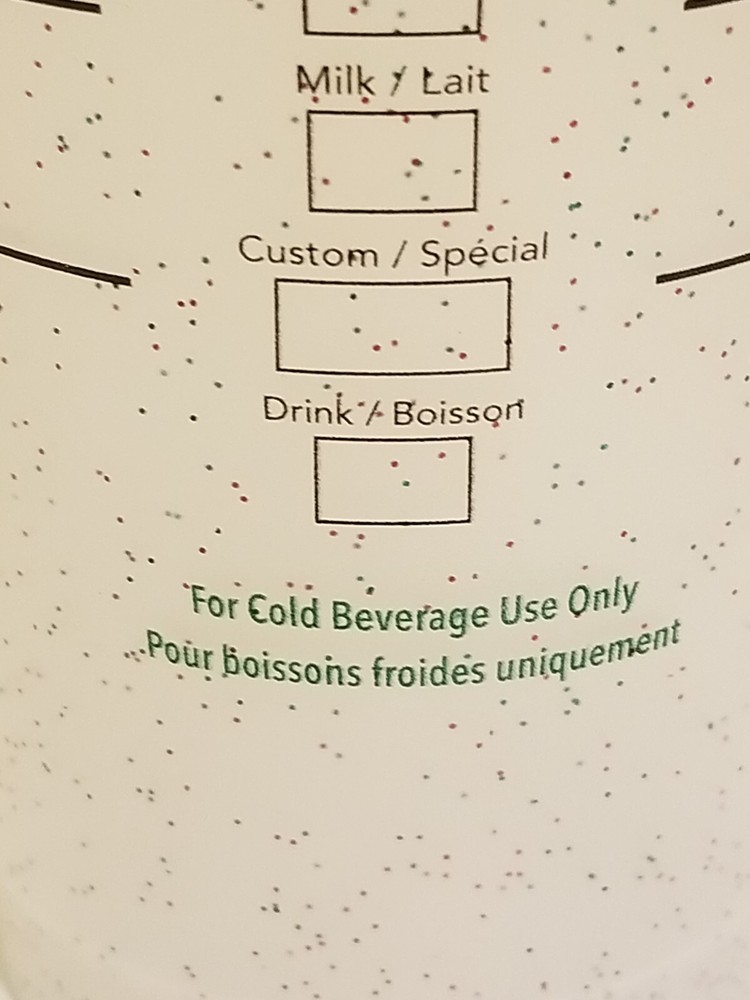 Milk / Lait
Custom / Spécial
Drink / Boisson
For Cold Beverage Use Only
Pour boissons froides uniquement